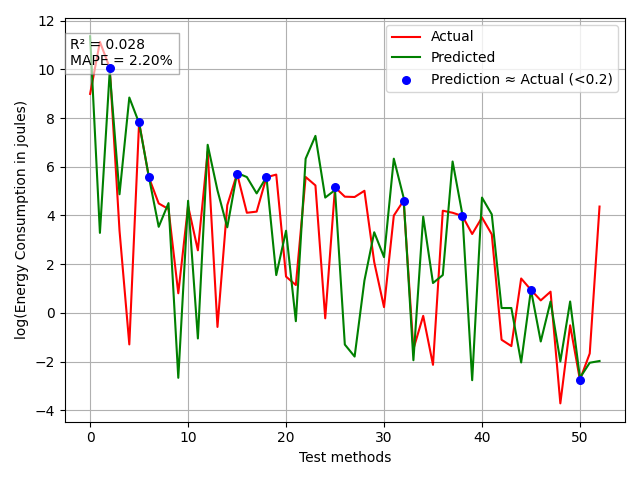 R² = 0.028
MAPE = 2.20%
Actual
Predicted
Prediction ≈ Actual (<0.2)
log(Energy Consumption in joules)
12
10
8
6
4
2
0
−2
−4
0 10 20 30 40 50
Test methods